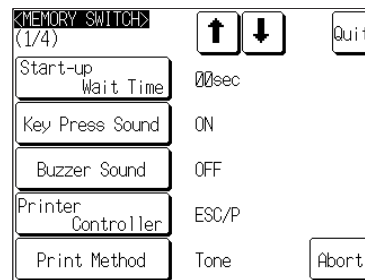 <MEMORY SWITCH>
(1/4)
Quit
Start-up
Wait Time
00sec
Key Press Sound
ON
Buzzer Sound
OFF
Printer
Controller
ESC/P
Print Method
Tone
Abort